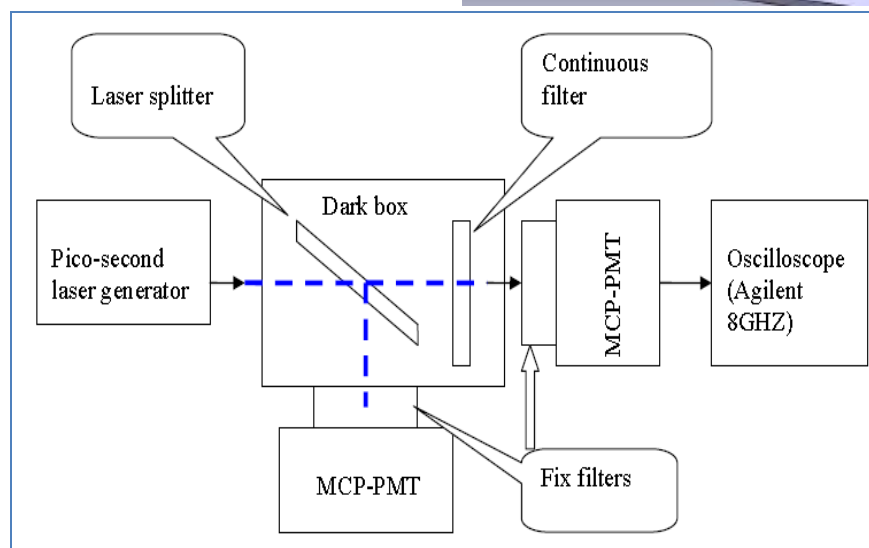 Laser splitter
Continuous
filter
Dark box
Pico-second
laser generator
MCP-PMT
Oscilloscope
(Agilent
8GHZ)
MCP-PMT
Fix filters